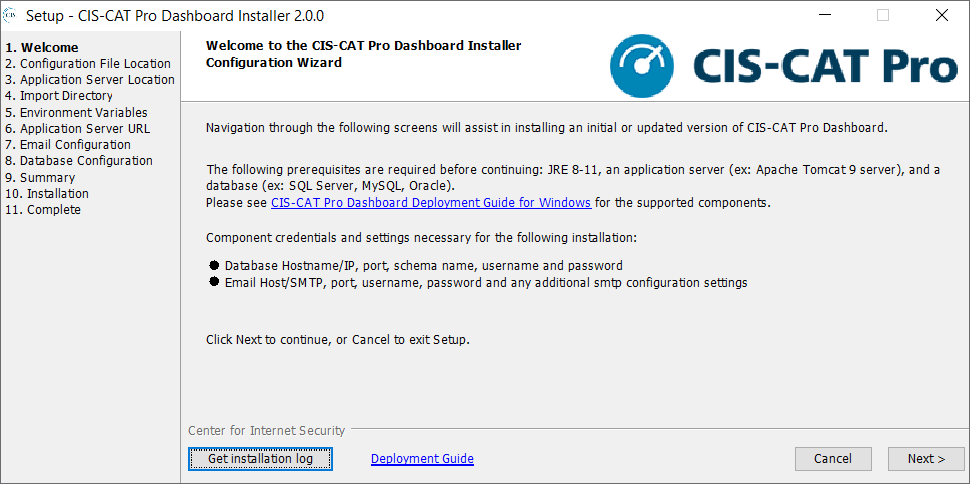 CIS
Setup - CIS-CAT Pro Dashboard Installer 2.0.0
1. Welcome
2. Configuration File Location
3. Application Server Location
4. Import Directory
5. Environment Variables
6. Application Server URL
7. Email Configuration
8. Database Configuration
9. Summary
10. Installation
11. Complete
Welcome to the CIS-CAT Pro Dashboard Installer
Configuration Wizard
CIS-CAT Pro
Navigation through the following screens will assist in installing an initial or updated version of CIS-CAT Pro Dashboard.
The following prerequisites are required before continuing: JRE 8-11, an application server (ex: Apache Tomcat 9 server), and a
database (ex: SQL Server, MySQL, Oracle).
Please see CIS-CAT Pro Dashboard Deployment Guide for Windows for the supported components.
Component credentials and settings necessary for the following installation:
● Database Hostname/IP, port, schema name, username and password
● Email Host/SMTP, port, username, password and any additional smtp configuration settings
Click Next to continue, or Cancel to exit Setup.
Center for Internet Security
Get installation log
Deployment Guide
Cancel
Next >